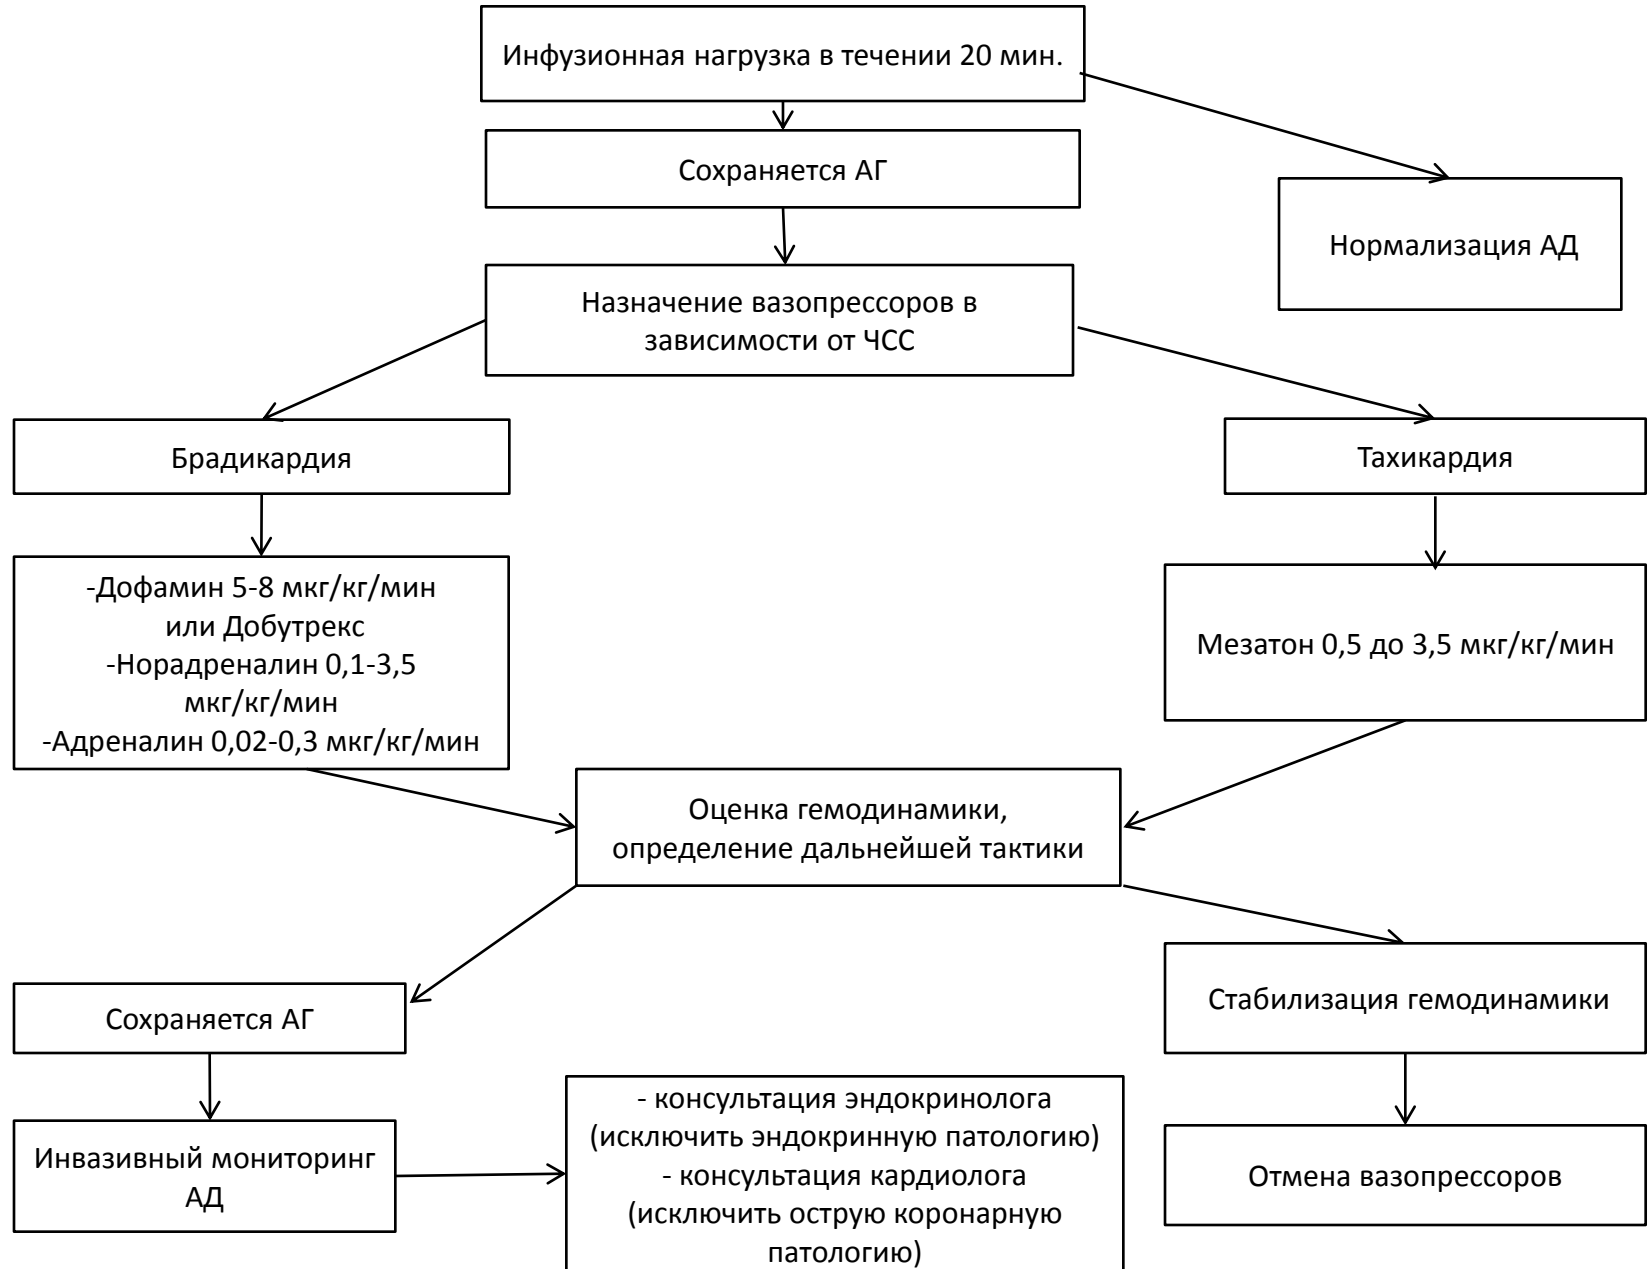 Инфузионная нагрузка в течении 20 мин.
Сохраняется АГ
Нормализация АД
Назначение вазопрессоров в
зависимости от ЧСС
Брадикардия
Тахикардия
-Дофамин 5-8 мкг/кг/мин
или Добутрекс
-Норадреналин 0,1-3,5
мкг/кг/мин
-Адреналин 0,02-0,3 мкг/кг/мин
Мезатон 0,5 до 3,5 мкг/кг/мин
Оценка гемодинамики,
определение дальнейшей тактики
Сохраняется АГ
Стабилизация гемодинамики
Инвазивный мониторинг
АД
- консультация эндокринолога
(исключить эндокринную патологию)
- консультация кардиолога
(исключить острую коронарную
патологию)
Отмена вазопрессоров